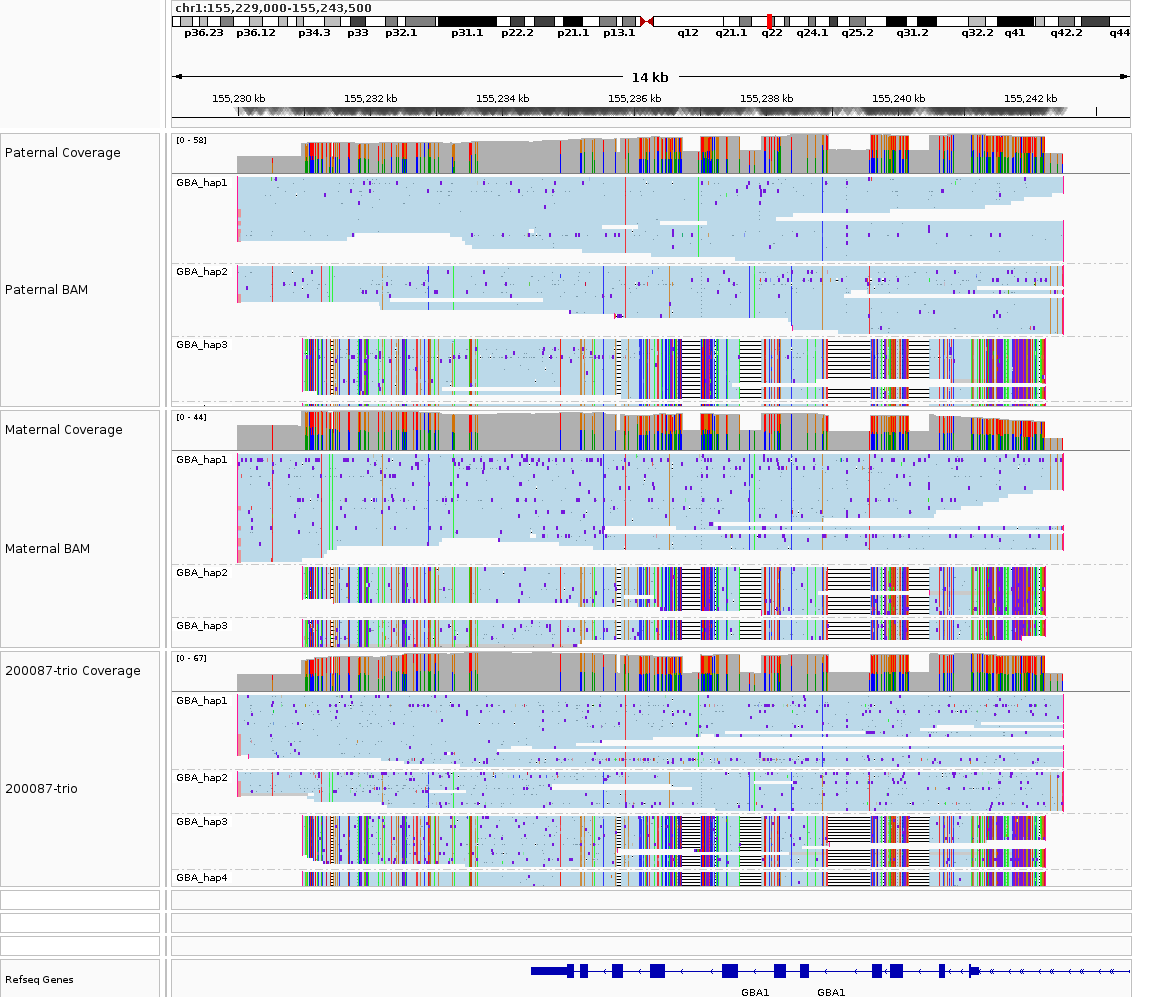 chr1:155,229,000-155,243,500
p36.23 p36.12 p34.3 p33 p32.1 p31.1 p22.2 p21.1 p13.1 q12 q21.1 q22 q24.1 q25.2 q31.2 q32.2 q41 q42.2 q44
14 kb
155,230 kb 155,232 kb 155,234 kb 155,236 kb 155,238 kb 155,240 kb 155,242 kb
[0 - 58]
Paternal Coverage
GBA_hap1
GBA_hap2
Paternal BAM
GBA_hap3
[0 - 44]
Maternal Coverage
GBA_hap1
Maternal BAM
GBA_hap2
GBA_hap3
[0 - 67]
200087-trio Coverage
GBA_hap1
GBA_hap2
200087-trio
GBA_hap3
GBA_hap4
Refseq Genes
GBA1 GBA1